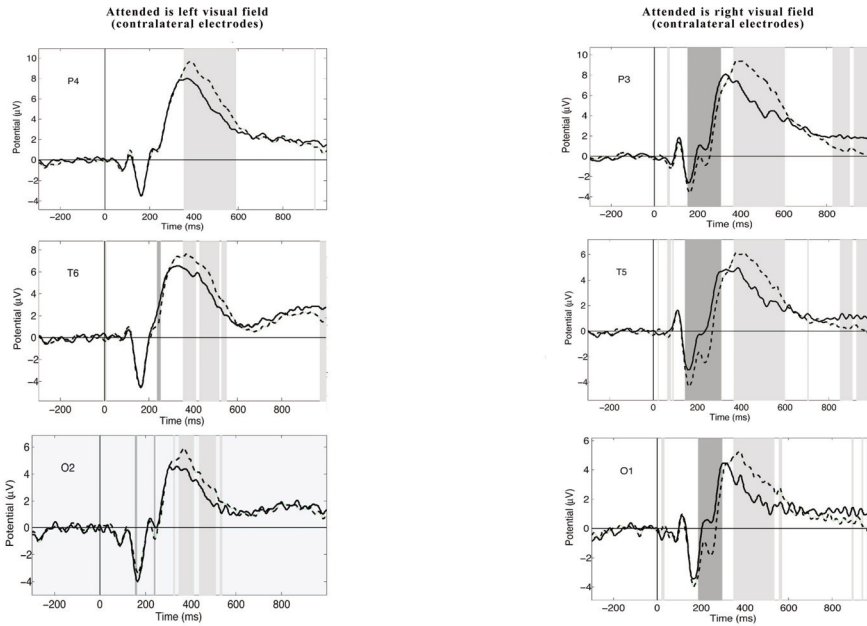 Attended is left visual field
(contralateral electrodes)
P4
Potential (μV)
10
8
6
4
2
0
−2
−4
−200 0 200 400 600 800
Time (ms)
T6
Potential (μV)
8
6
4
2
0
−2
−4
−200 0 200 400 600 800
Time (ms)
O2
Potential (μV)
6
4
2
0
−2
−4
−200 0 200 400 600 800
Time (ms)
Attended is right visual field
(contralateral electrodes)
P3
Potential (μV)
10
8
6
4
2
0
−2
−4
−200 0 200 400 600 800
Time (ms)
T5
Potential (μV)
6
4
2
0
−2
−4
−200 0 200 400 600 800
Time (ms)
O1
Potential (μV)
6
4
2
0
−2
−4
−200 0 200 400 600 800
Time (ms)